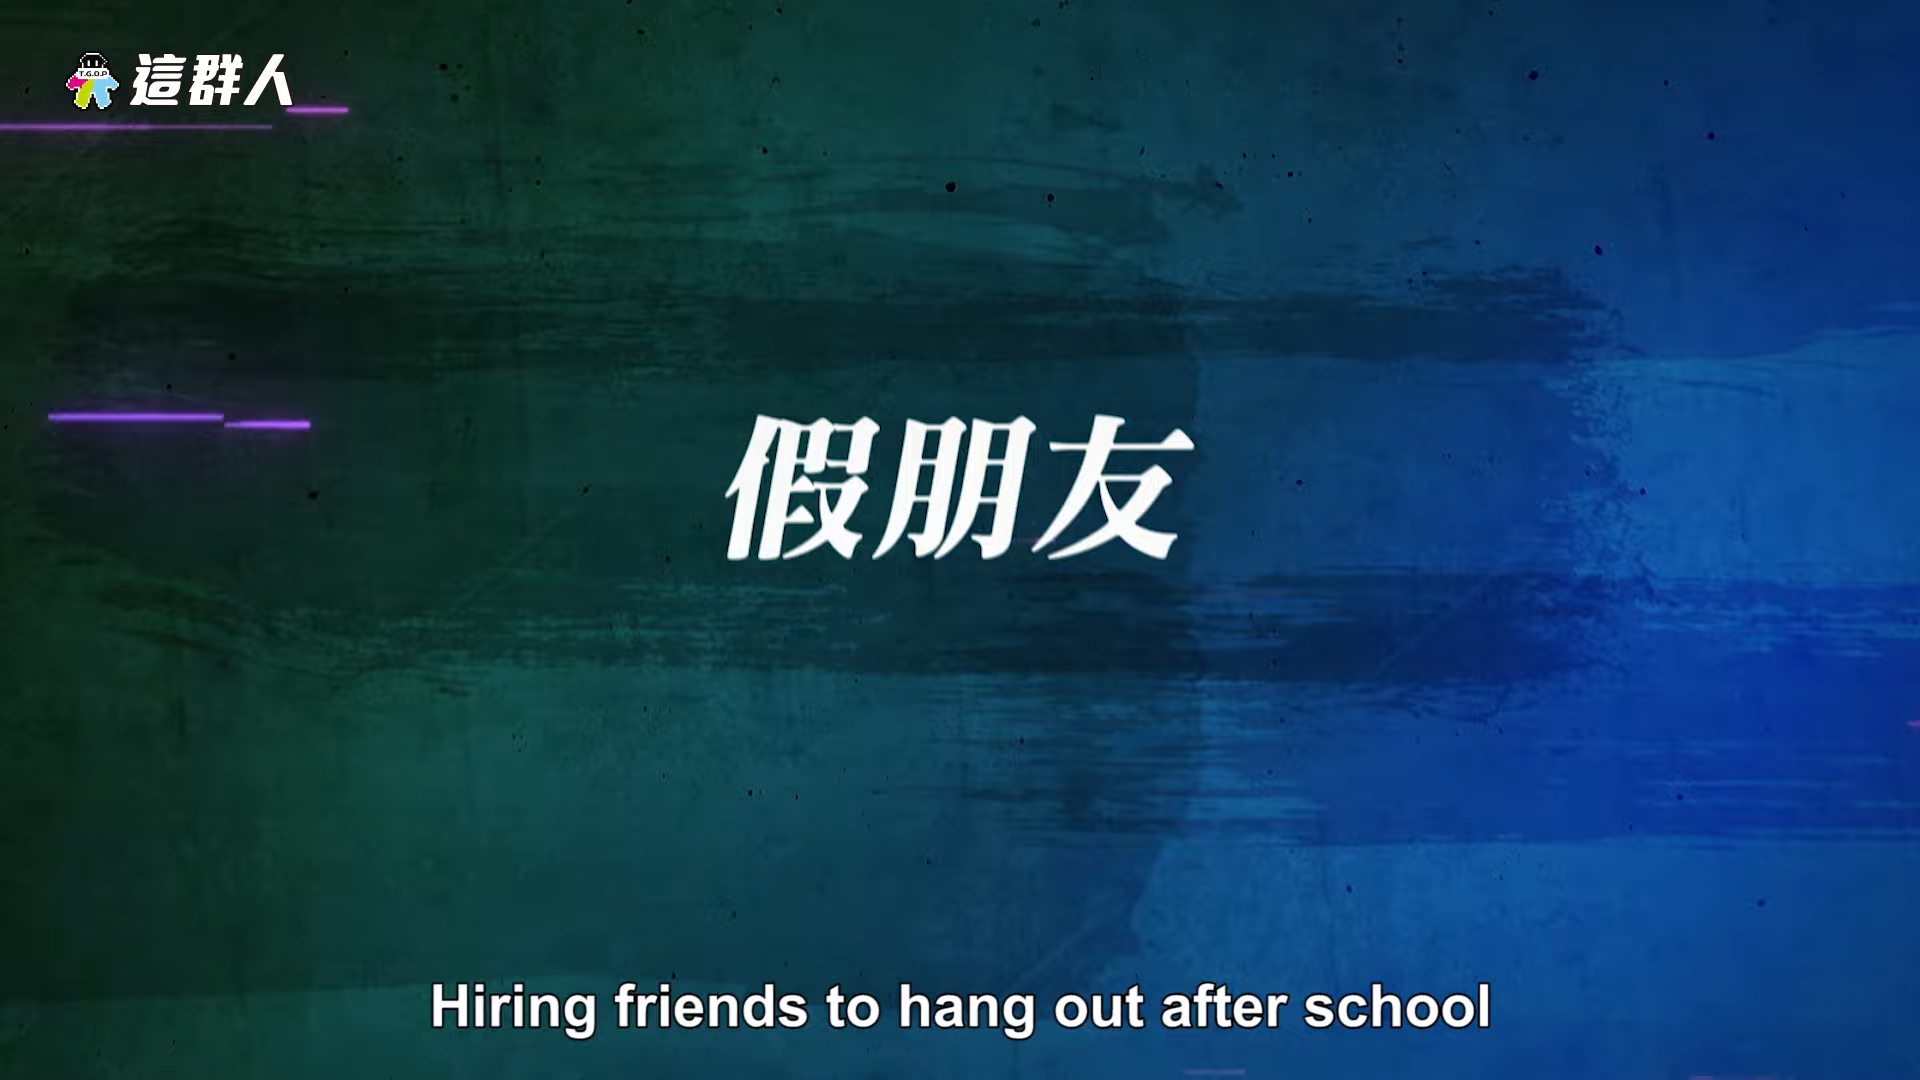 T.G.O.P
這群人
假朋友
Hiring friends to hang out after school